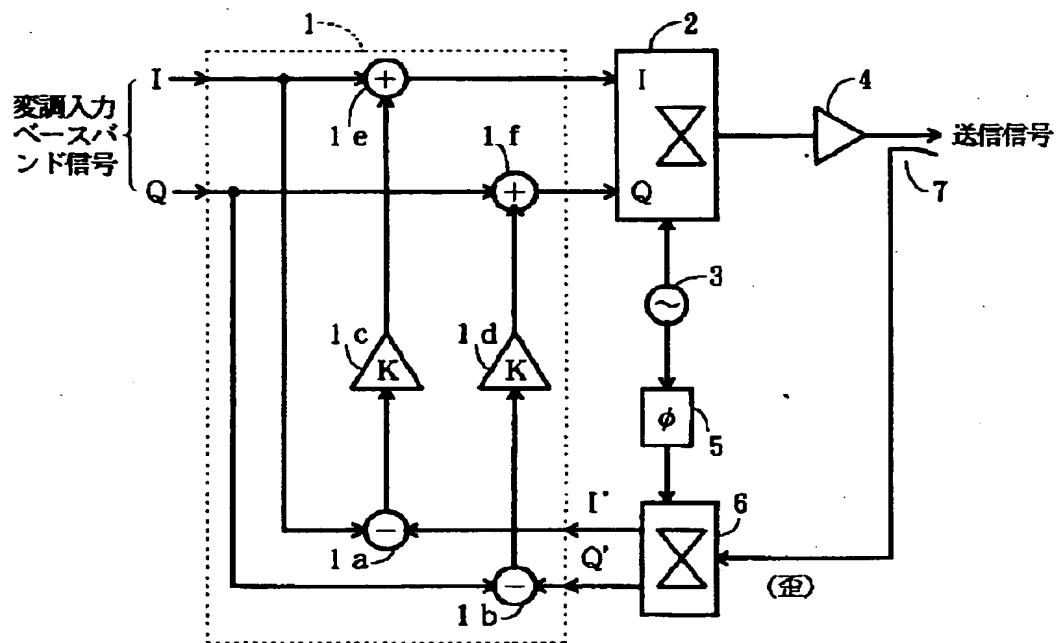 1
2
I
1e
+
I
4
変調入力
ベースバ
ンド信号
1f
送信信号
Q
+
Q
7
3
~
1c
K
1d
K
φ
5
I'
6
−
1a
Q'
(歪)
−
1b